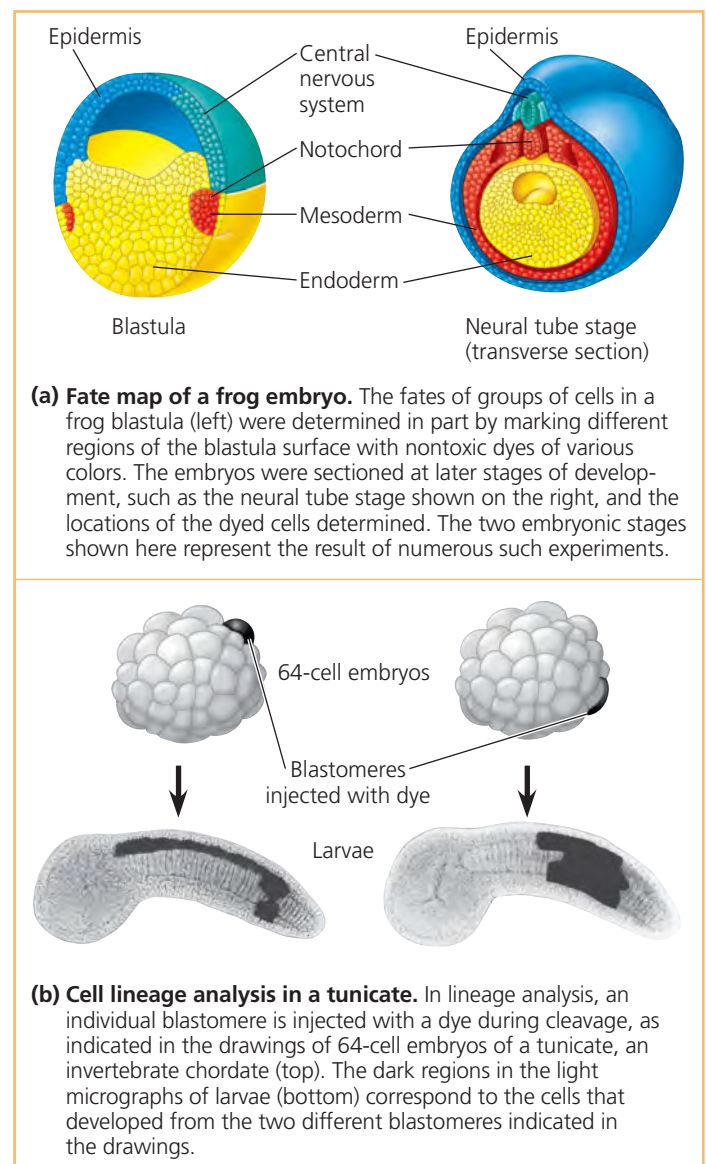 Epidermis
Central
nervous
system
Epidermis
Notochord
Mesoderm
Endoderm
Blastula
Neural tube stage
(transverse section)
(a) Fate map of a frog embryo. The fates of groups of cells in a
frog blastula (left) were determined in part by marking different
regions of the blastula surface with nontoxic dyes of various
colors. The embryos were sectioned at later stages of develop-
ment, such as the neural tube stage shown on the right, and the
locations of the dyed cells determined. The two embryonic stages
shown here represent the result of numerous such experiments.
64-cell embryos
Blastomeres
injected with dye
Larvae
(b) Cell lineage analysis in a tunicate. In lineage analysis, an
individual blastomere is injected with a dye during cleavage, as
indicated in the drawings of 64-cell embryos of a tunicate, an
invertebrate chordate (top). The dark regions in the light
micrographs of larvae (bottom) correspond to the cells that
developed from the two different blastomeres indicated in
the drawings.